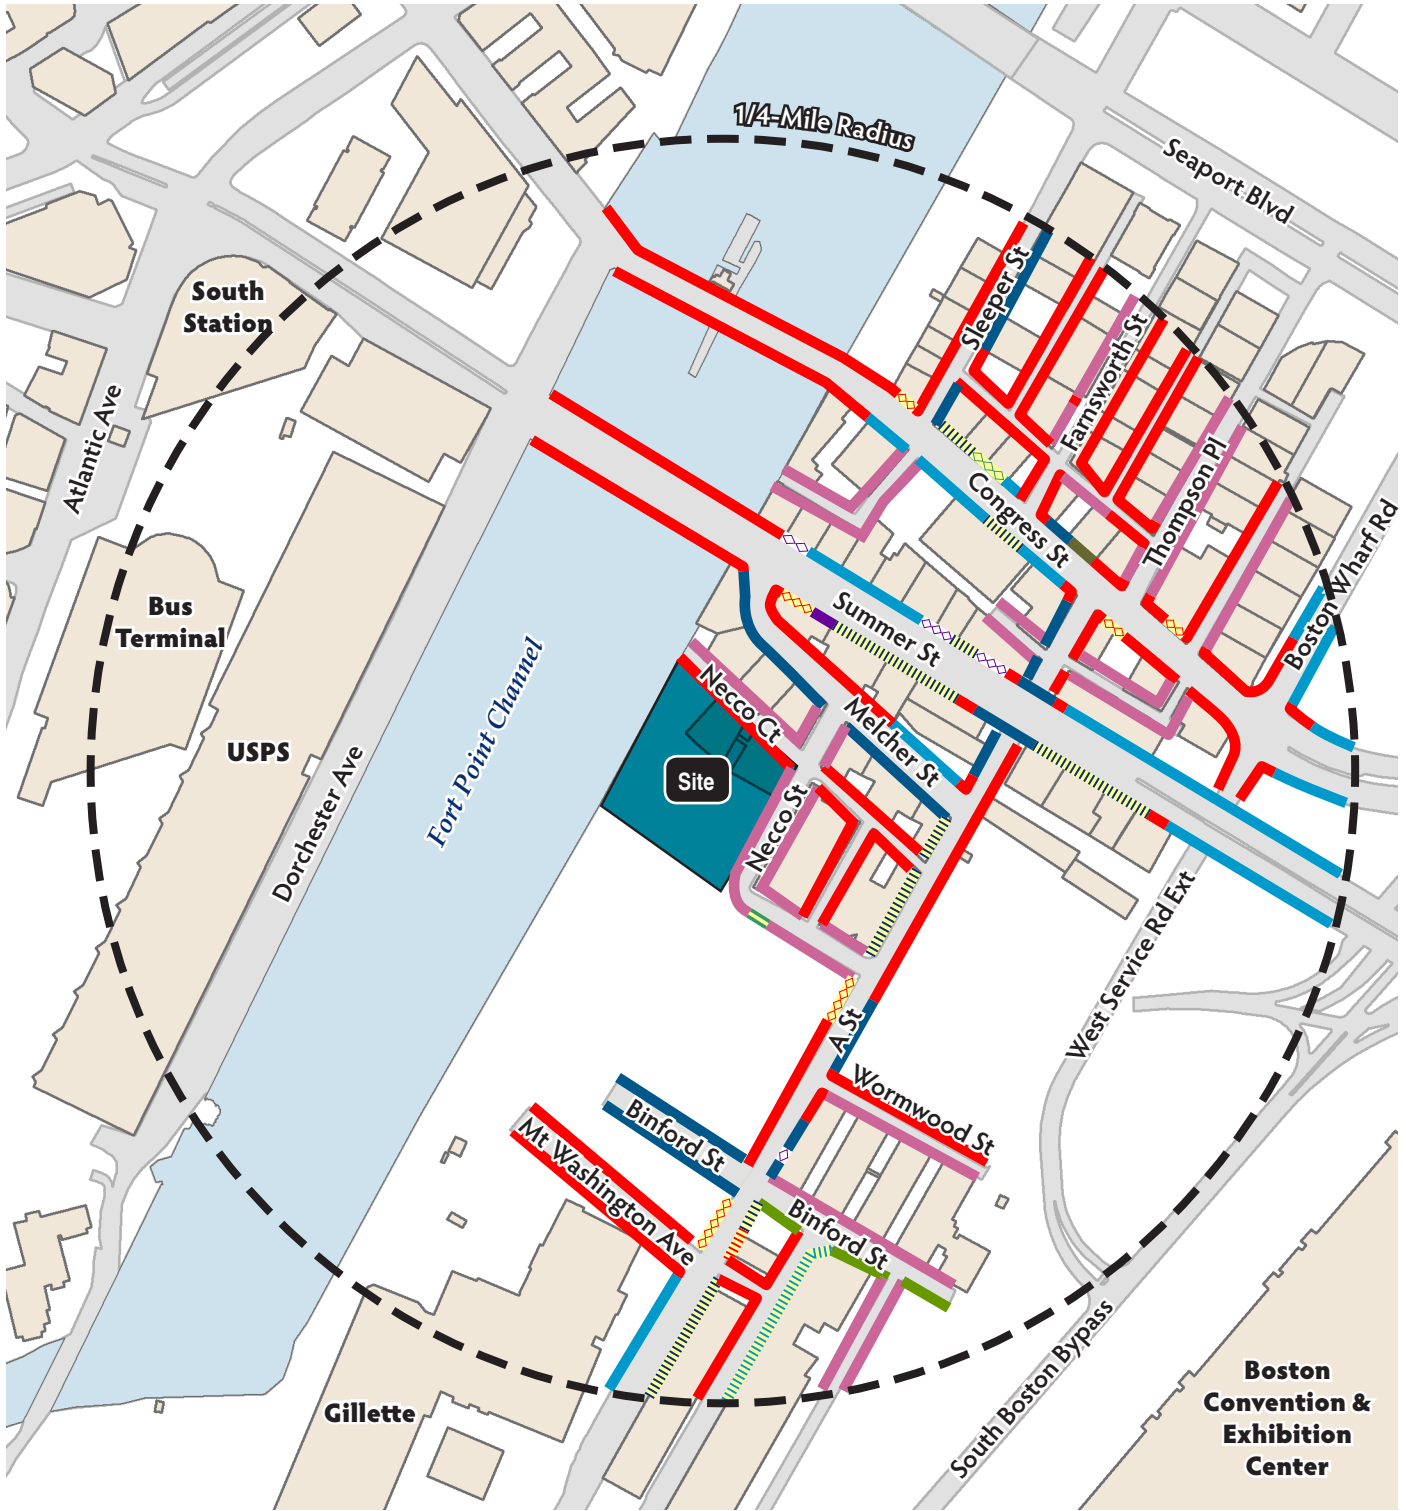 1/4-Mile Radius
Seaport Blvd
South
Station
Sleeper St
Farnsworth St
Atlantic Ave
Thompson Pl
Congress St
Boston Wharf Rd
Bus
Terminal
Summer St
Fort Point Channel
Necco Ct
Melcher St
USPS
Site
Dorchester Ave
Necco St
West Service Rd Ext
A St
Wormwood St
Binford St
Mt Washington Ave
Binford St
South Boston Bypass
Gillette
Boston
Convention &
Exhibition
Center